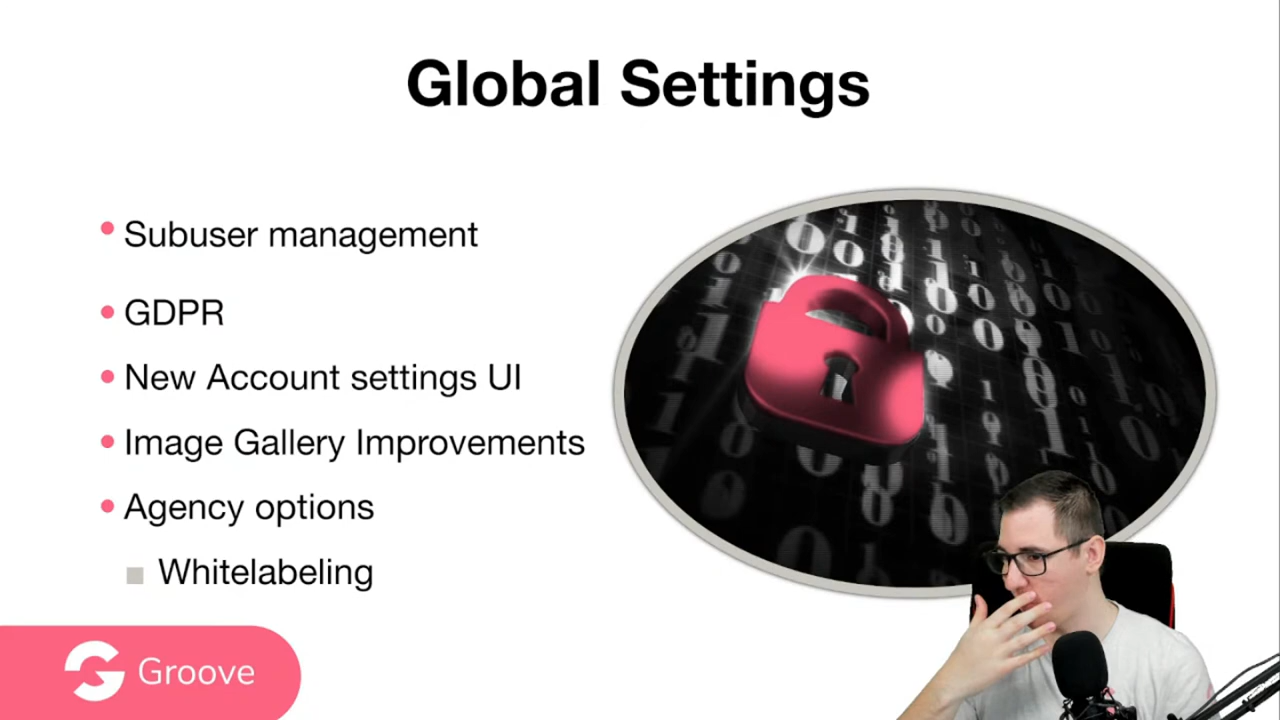 Global Settings
Subuser management
GDPR
New Account settings UI
Image Gallery Improvements
Agency options
Whitelabeling
Groove